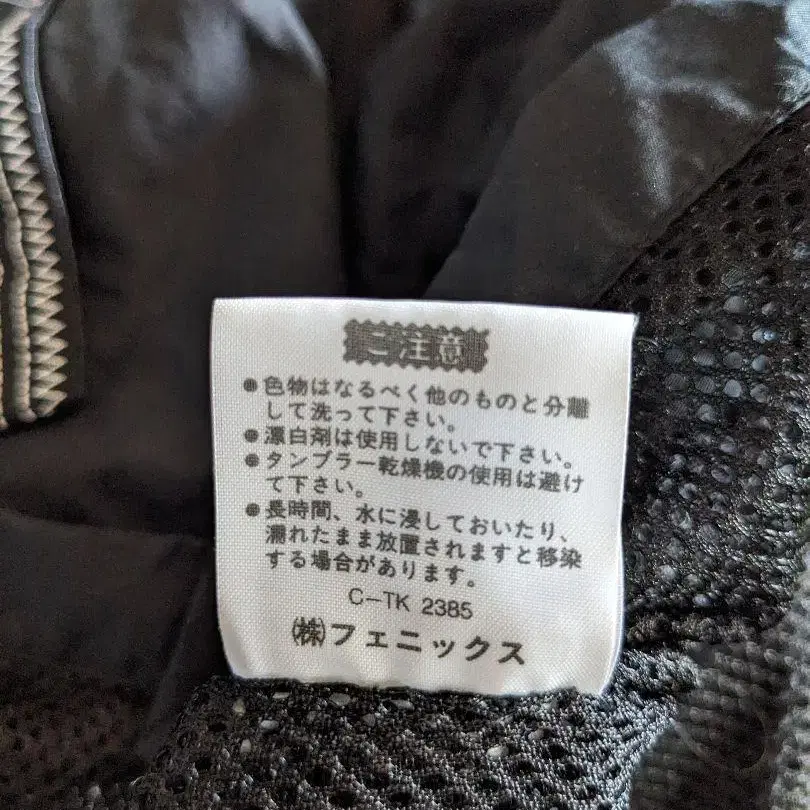 ご注意
●色物はなるべく他のものと分離
して洗って下さい。
●漂白剤は使用しないで下さい。
●タンブラー乾燥機の使用は避け
て下さい。
●長時間、水に浸しておいたり、
濡れたまま放置されますと移染
する場合があります。
C-TK 2385
㈱フェニックス